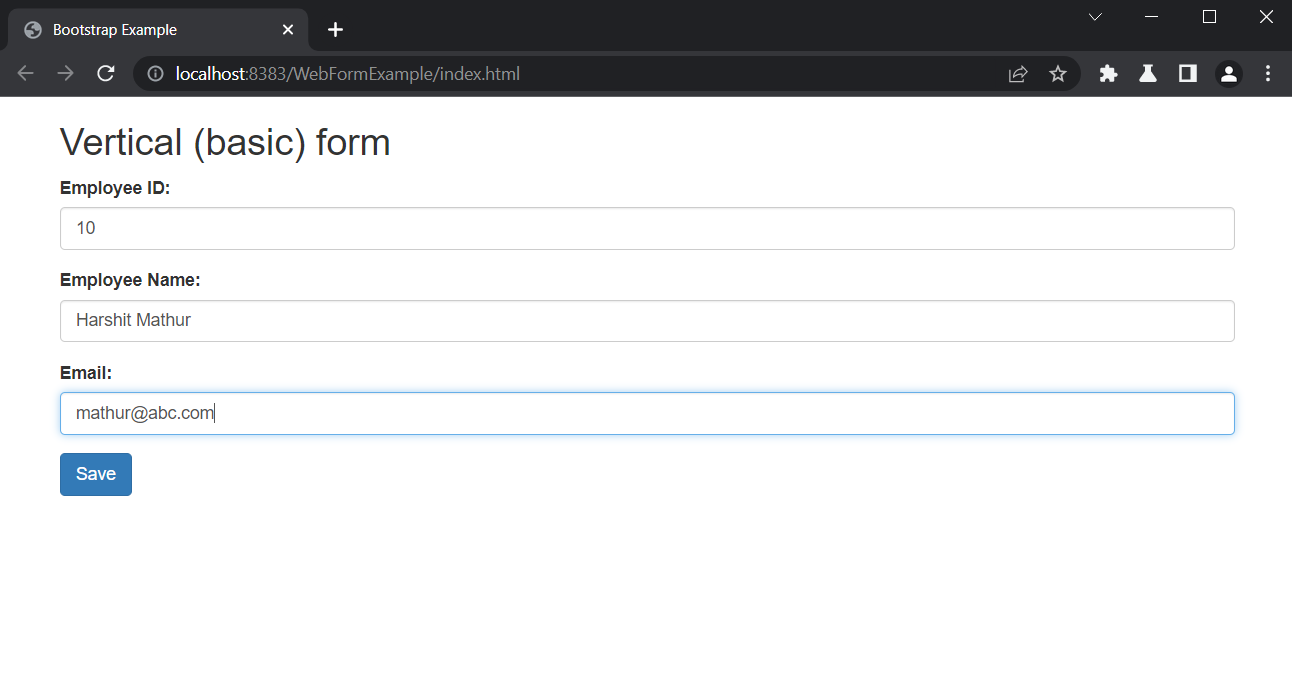 Bootstrap Example
localhost:8383/WebFormExample/index.html
Vertical (basic) form
Employee ID:
10
Employee Name:
Harshit Mathur
Email:
mathur@abc.com
Save